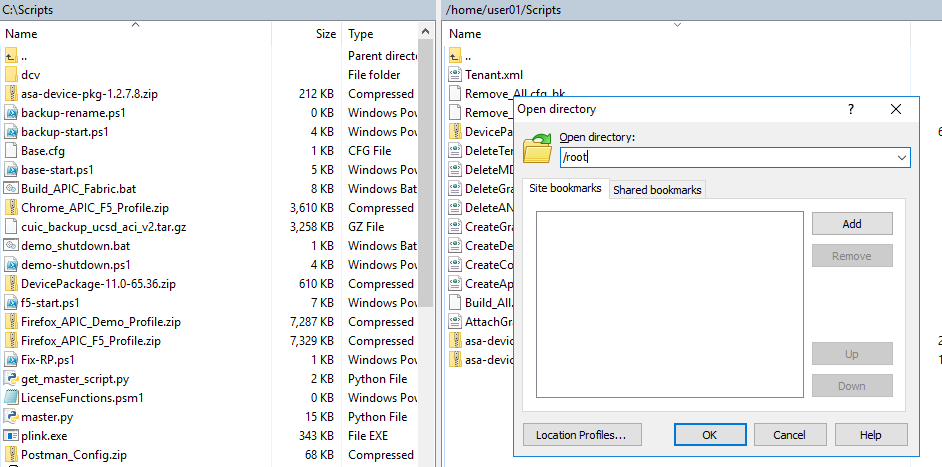 C:\Scripts
Name Size Type
.. Parent directo
dcv File folder
asa-device-pkg-1.2.7.8.zip 212 KB Compressed
backup-rename.ps1 0 KB Windows Pov
backup-start.ps1 4 KB Windows Pov
Base.cfg 1 KB CFG File
base-start.ps1 5 KB Windows Pov
Build_APIC_Fabric.bat 8 KB Windows Bat
Chrome_APIC_F5_Profile.zip 3,610 KB Compressed
cuic_backup_ucsd_aci_v2.tar.gz 3,258 KB GZ File
demo_shutdown.bat 1 KB Windows Bat
demo-shutdown.ps1 4 KB Windows Pov
DevicePackage-11.0-65.36.zip 610 KB Compressed
f5-start.ps1 7 KB Windows Pov
Firefox_APIC_Demo_Profile.zip 7,287 KB Compressed
Firefox_APIC_F5_Profile.zip 7,329 KB Compressed
Fix-RP.ps1 1 KB Windows Pov
get_master_script.py 2 KB Python File
LicenseFunctions.psm1 0 KB Windows Pov
master.py 15 KB Python File
plink.exe 343 KB File EXE
Postman_Config.zip 68 KB Compressed
/home/user01/Scripts
Name
..
Tenant.xml
Remove_All.cfg_bk
Remove_
DevicePa
DeleteTer
DeleteMD
DeleteGra
DeleteAN
CreateGra
CreateDe
CreateCo
CreateAp
Build_All.
AttachGra
asa-devic
asa-devic
Open directory ?
Open directory:
/root
Site bookmarks Shared bookmarks
Add
Remove
Up
Down
Location Profiles... OK Cancel Help